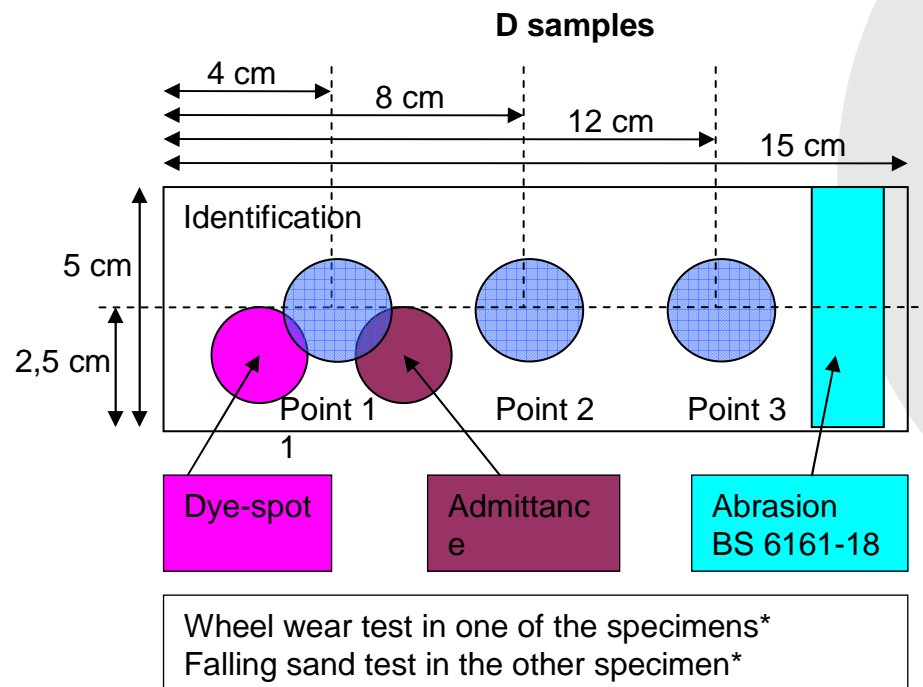 D samples
4 cm
8 cm
12 cm
15 cm
Identification
5 cm
2,5 cm
Point 1
1
Point 2
Point 3
Dye-spot
Admittanc
e
Abrasion
BS 6161-18
Wheel wear test in one of the specimens*
Falling sand test in the other specimen*